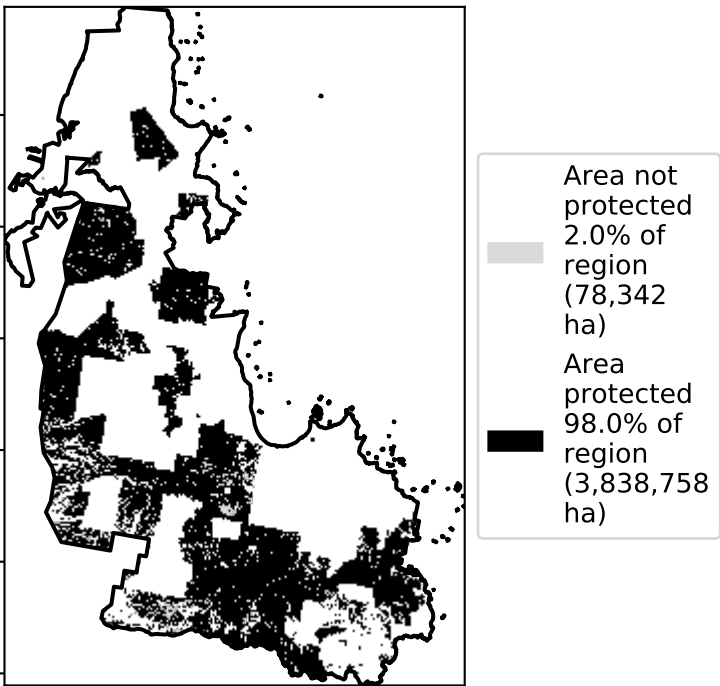 Area not
protected
2.0% of
region
(78,342
ha)
Area
protected
98.0% of
region
(3,838,758
ha)